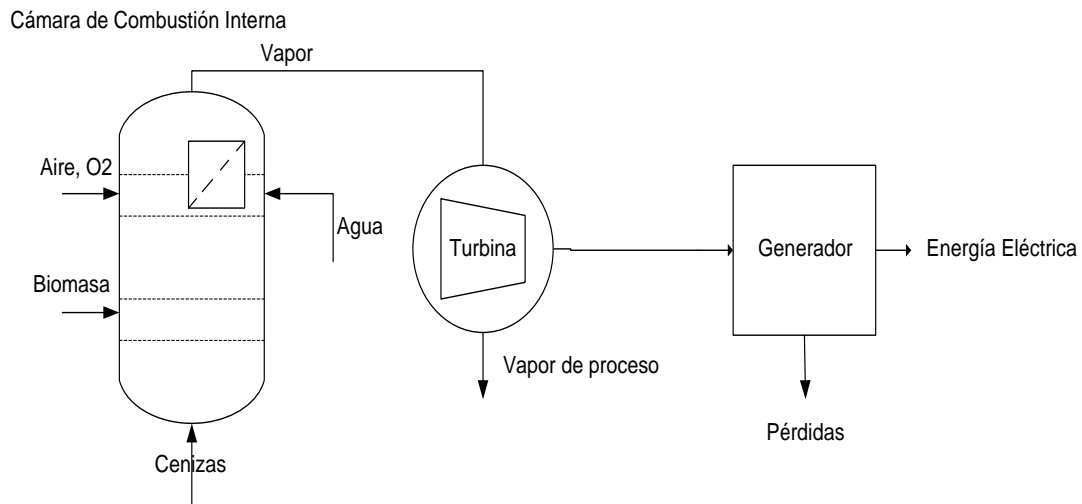 Cámara de Combustión Interna
Vapor
Aire, O2
Agua
Biomasa
Turbina
Generador
Energía Eléctrica
Vapor de proceso
Pérdidas
Cenizas